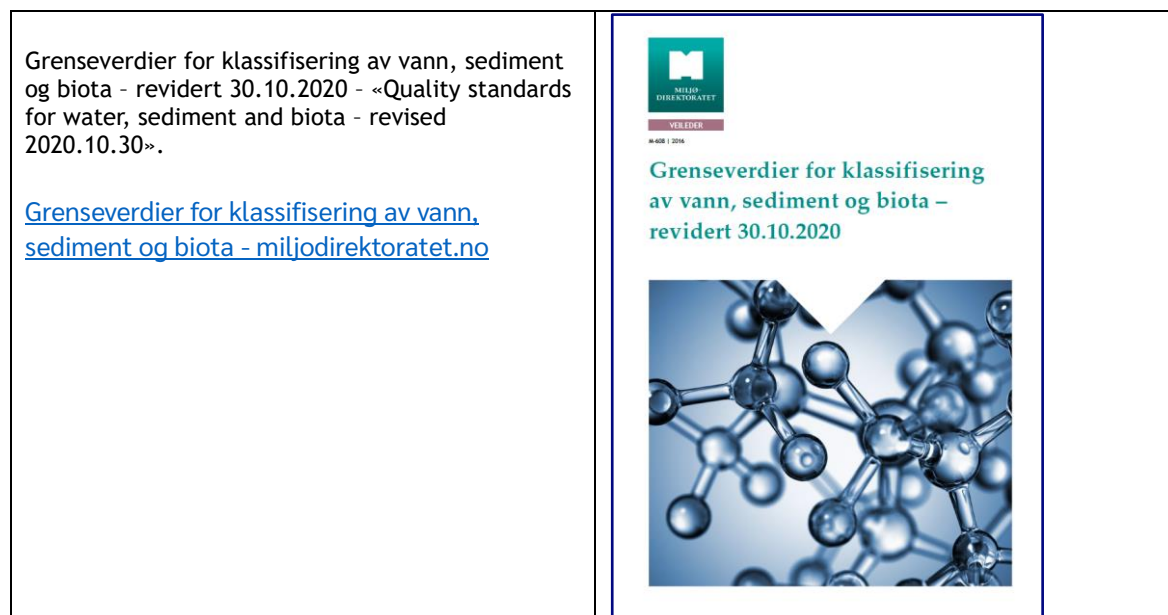 Grenseverdier for klassifisering av vann, sediment
og biota – revidert 30.10.2020 – «Quality standards
for water, sediment and biota – revised
2020.10.30».
Grenseverdier for klassifisering av vann,
sediment og biota - miljodirektoratet.no
MILJØ-
DIREKTORATET
VEILEDER
M-608 | 2016
Grenseverdier for klassifisering
av vann, sediment og biota –
revidert 30.10.2020